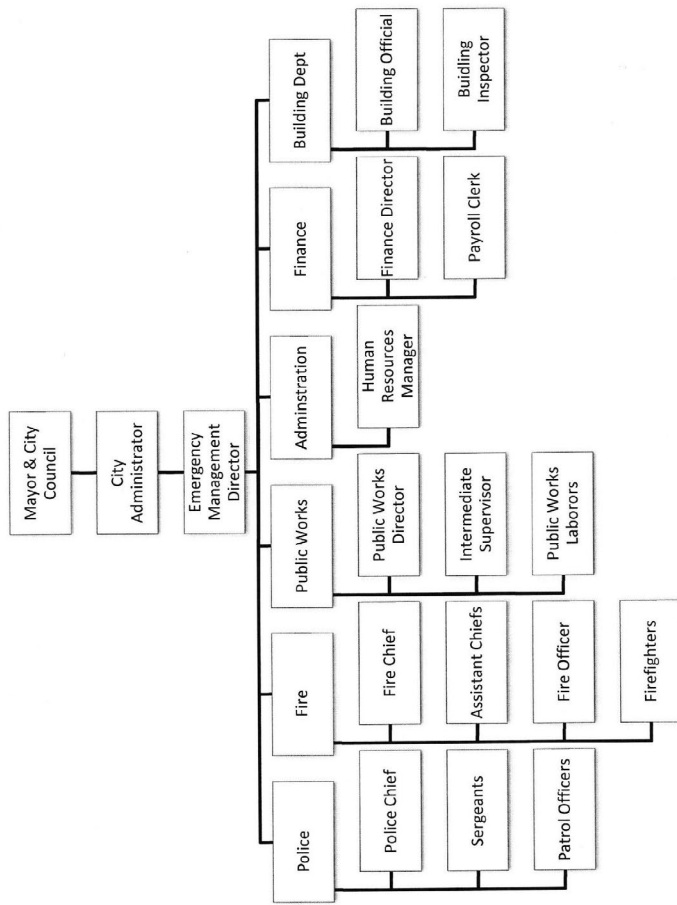 Mayor & City
Council
City
Administrator
Emergency
Management
Director
Police
Fire
Public Works
Adminstration
Finance
Building Dept
Police Chief
Fire Chief
Public Works
Director
Human
Resources
Manager
Finance Director
Building Official
Sergeants
Assistant Chiefs
Intermediate
Supervisor
Payroll Clerk
Buidling
Inspector
Patrol Officers
Fire Officer
Public Works
Laborors
Firefighters